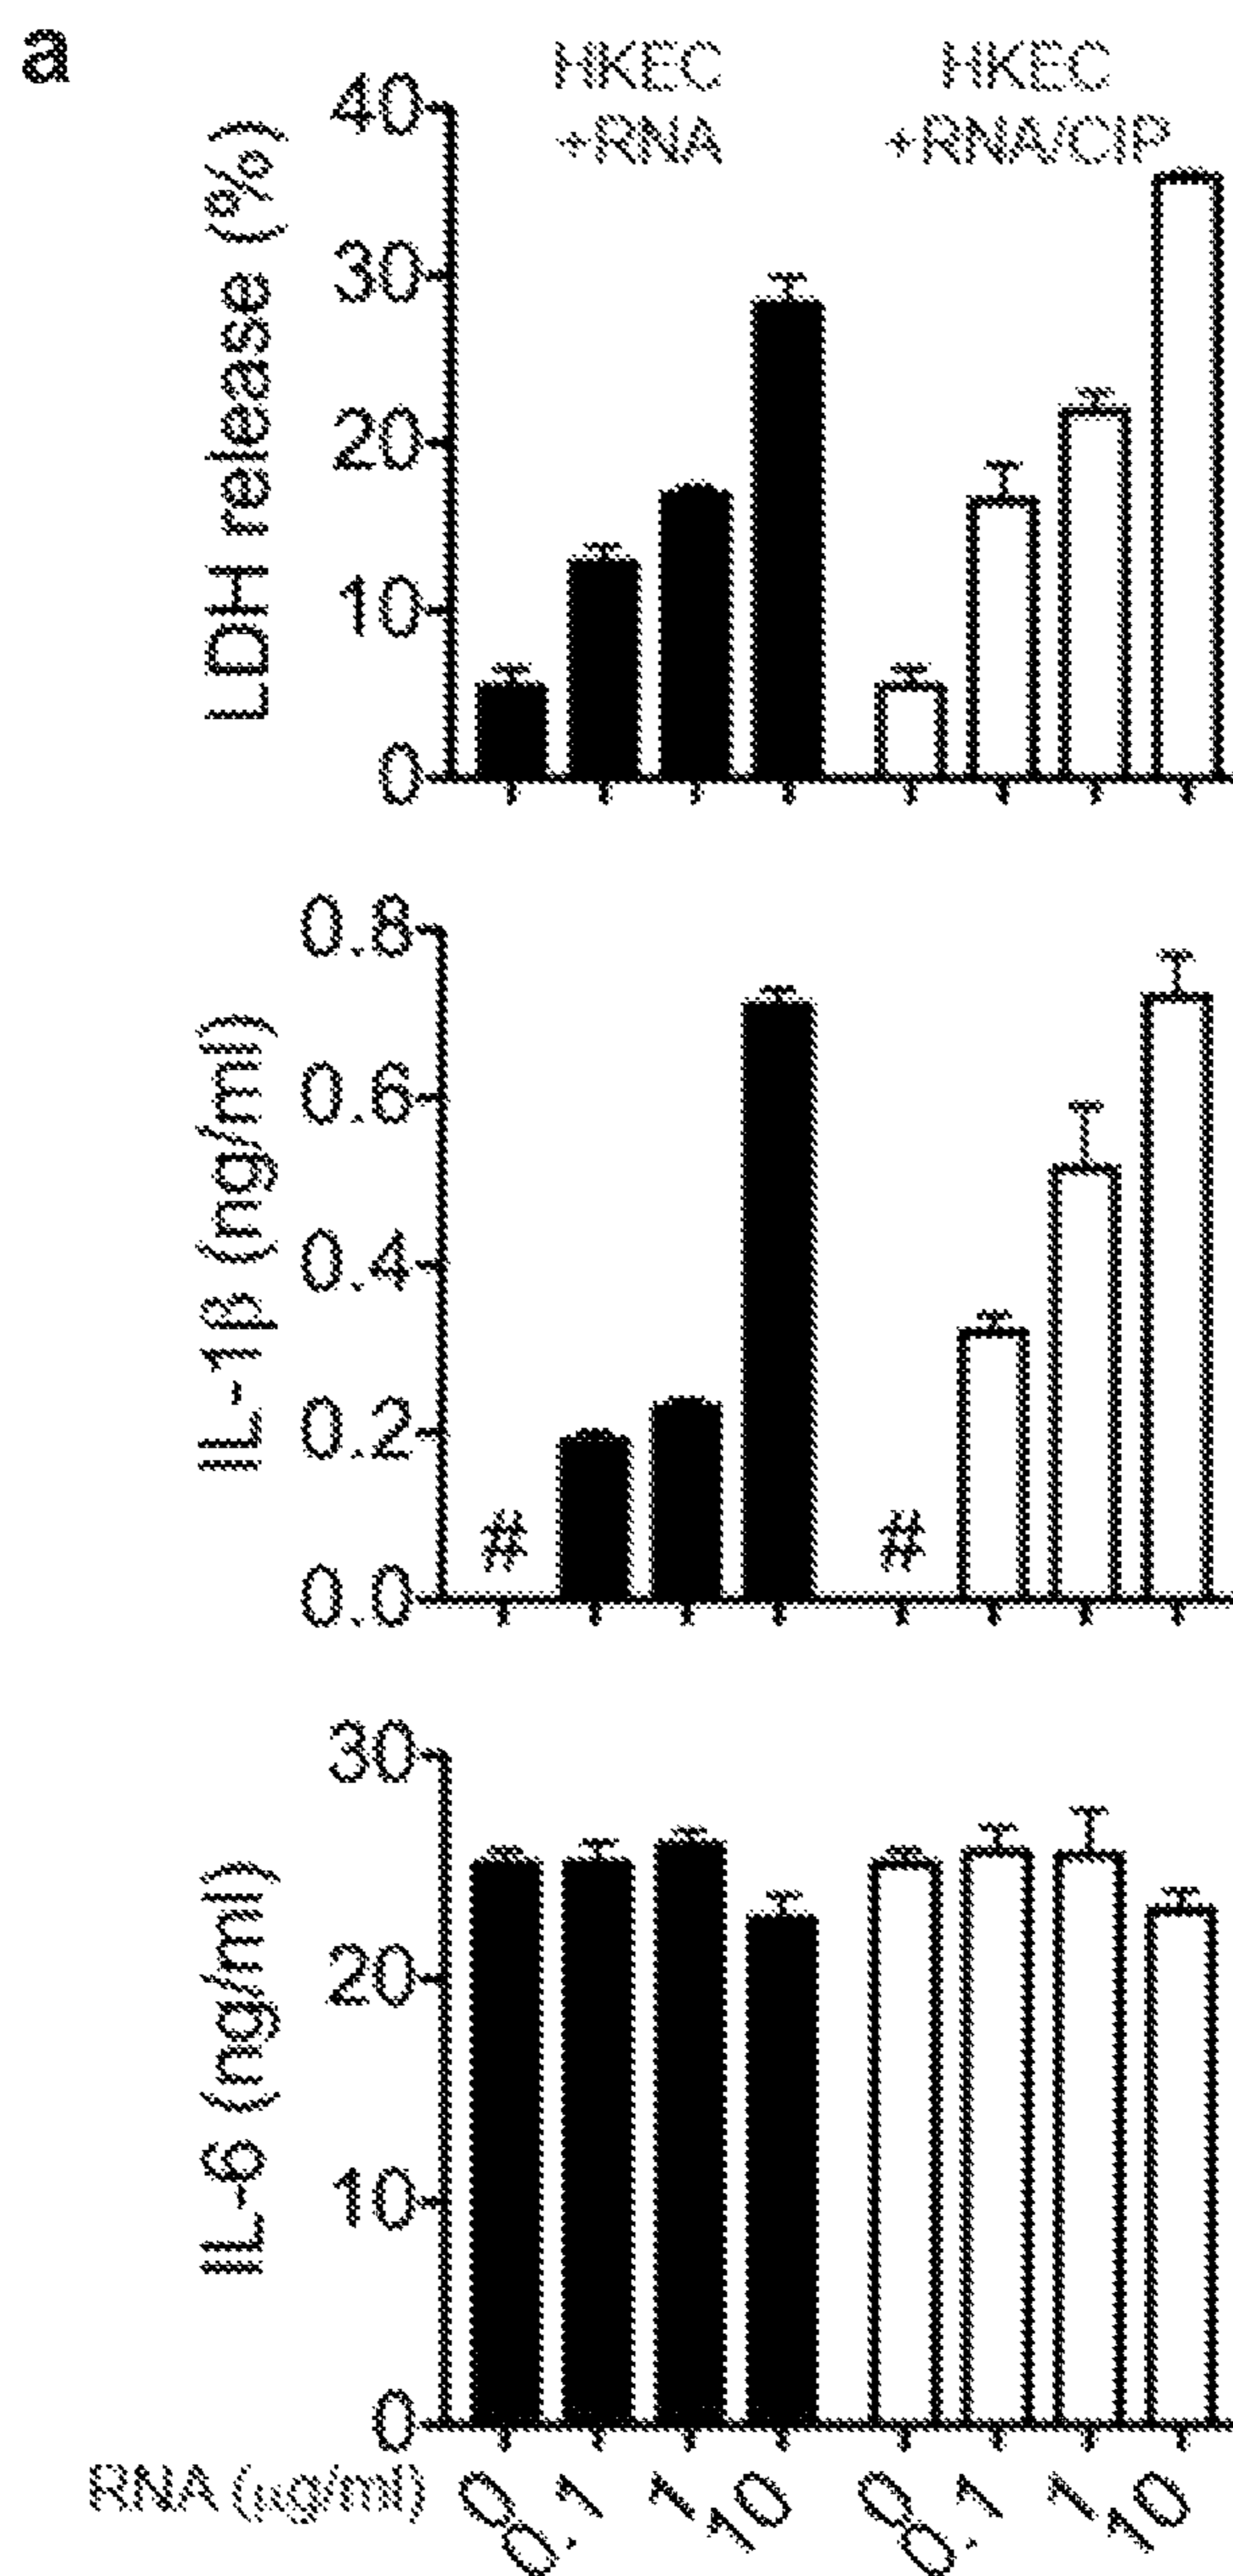 a
HKEC
+RNA
HKEC
+RNA/CIP
LDH release (%)
40
30
20
10
0
IL-1β (ng/ml)
0.8
0.6
0.4
0.2
0.0
#
#
IL-6 (ng/ml)
30
20
10
0
RNA (μg/ml) 0 0.1 1 10 0 0.1 1 10